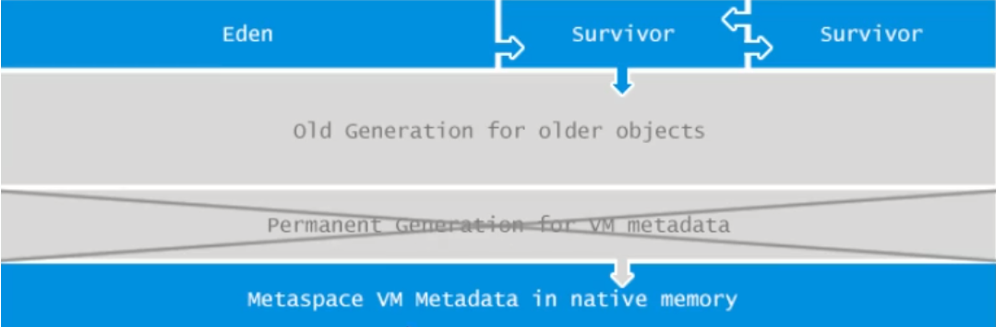 Eden
Survivor
Survivor
Old Generation for older objects
Permanent Generation for VM metadata
Metaspace VM Metadata in native memory